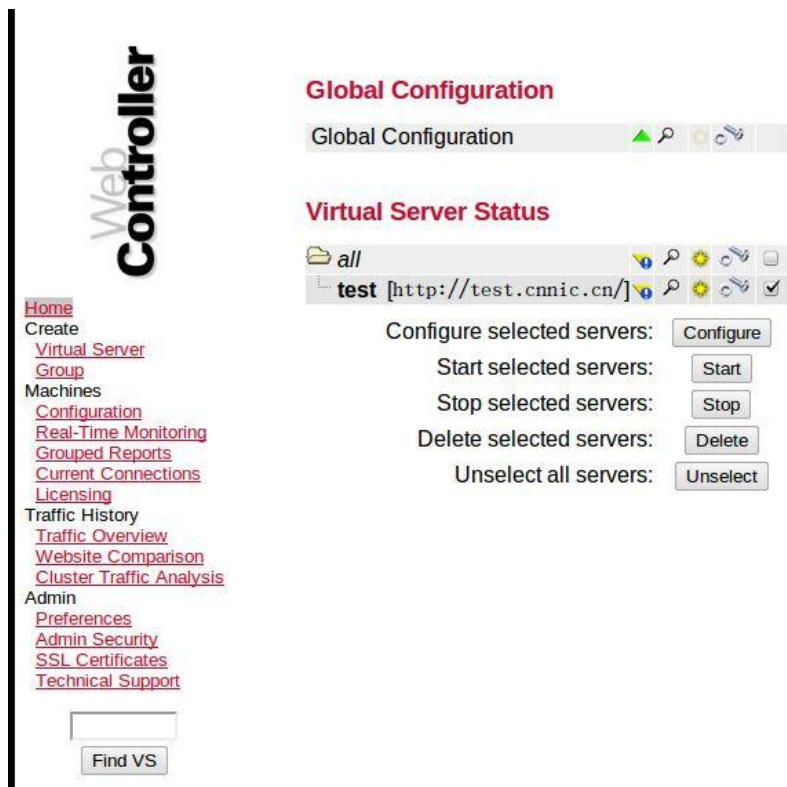 Web
Controller
Home
Create
Virtual Server
Group
Machines
Configuration
Real-Time Monitoring
Grouped Reports
Current Connections
Licensing
Traffic History
Traffic Overview
Website Comparison
Cluster Traffic Analysis
Admin
Preferences
Admin Security
SSL Certificates
Technical Support
Find VS
Global Configuration
Global Configuration
Virtual Server Status
all
test [http://test.cnnic.cn/]
Configure selected servers: Configure
Start selected servers: Start
Stop selected servers: Stop
Delete selected servers: Delete
Unselect all servers: Unselect